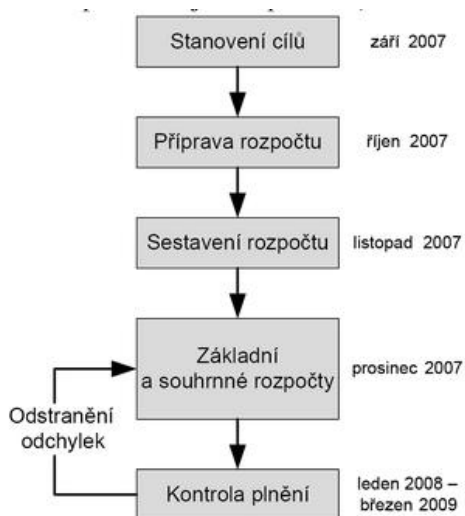 Stanovení cílů
září 2007
Příprava rozpočtu
říjen 2007
Sestavení rozpočtu
listopad 2007
Základní
a souhrnné rozpočty
prosinec 2007
Odstranění
odchylek
Kontrola plnění
leden 2008 –
březen 2009